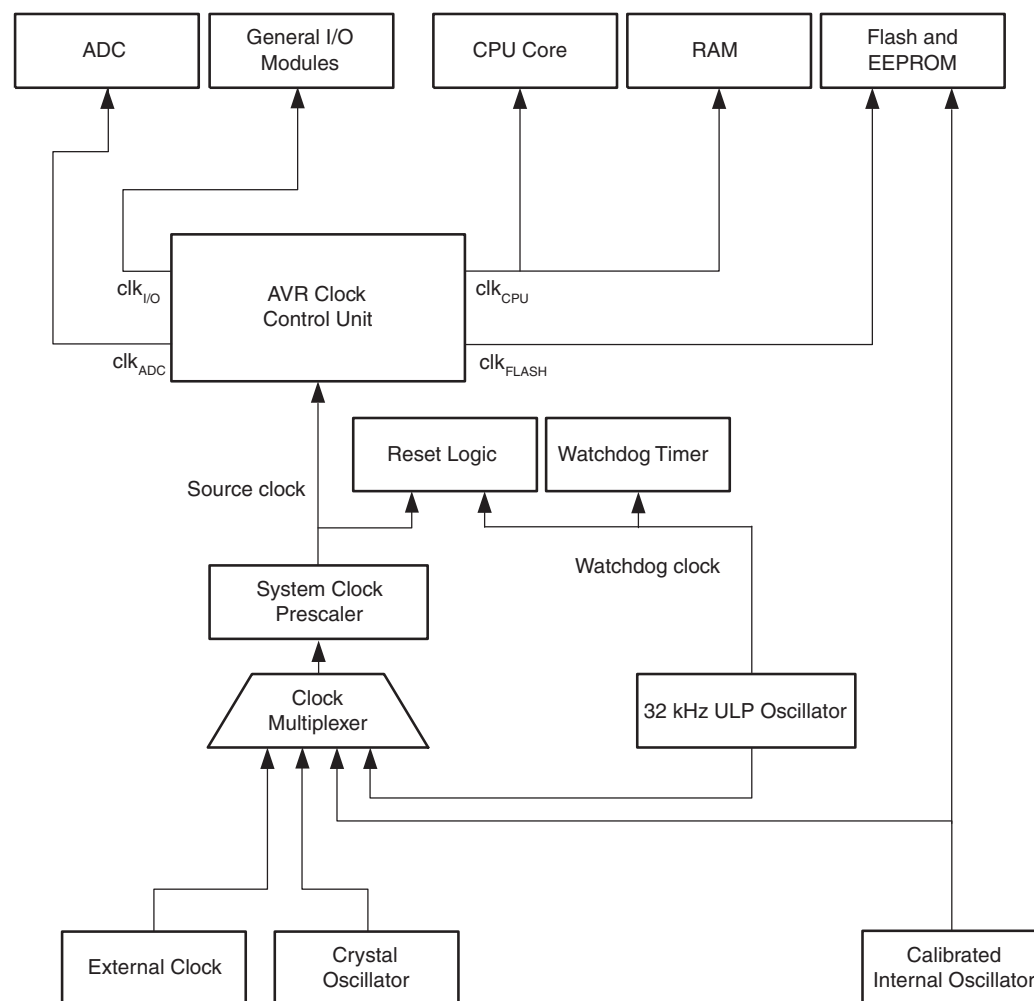 ADC
General I/O
Modules
CPU Core
RAM
Flash and
EEPROM
clkI/O
AVR Clock
Control Unit
clkCPU
clkADC
clkFLASH
Reset Logic
Watchdog Timer
Source clock
Watchdog clock
System Clock
Prescaler
Clock
Multiplexer
32 kHz ULP Oscillator
External Clock
Crystal
Oscillator
Calibrated
Internal Oscillator